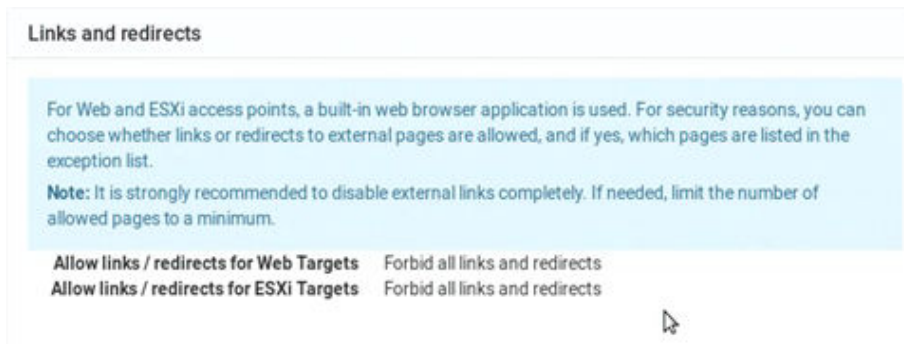 Links and redirects
For Web and ESXi access points, a built-in web browser application is used. For security reasons, you can
choose whether links or redirects to external pages are allowed, and if yes, which pages are listed in the
exception list.
Note: It is strongly recommended to disable external links completely. If needed, limit the number of
allowed pages to a minimum.
Allow links / redirects for Web Targets Forbid all links and redirects
Allow links / redirects for ESXi Targets Forbid all links and redirects